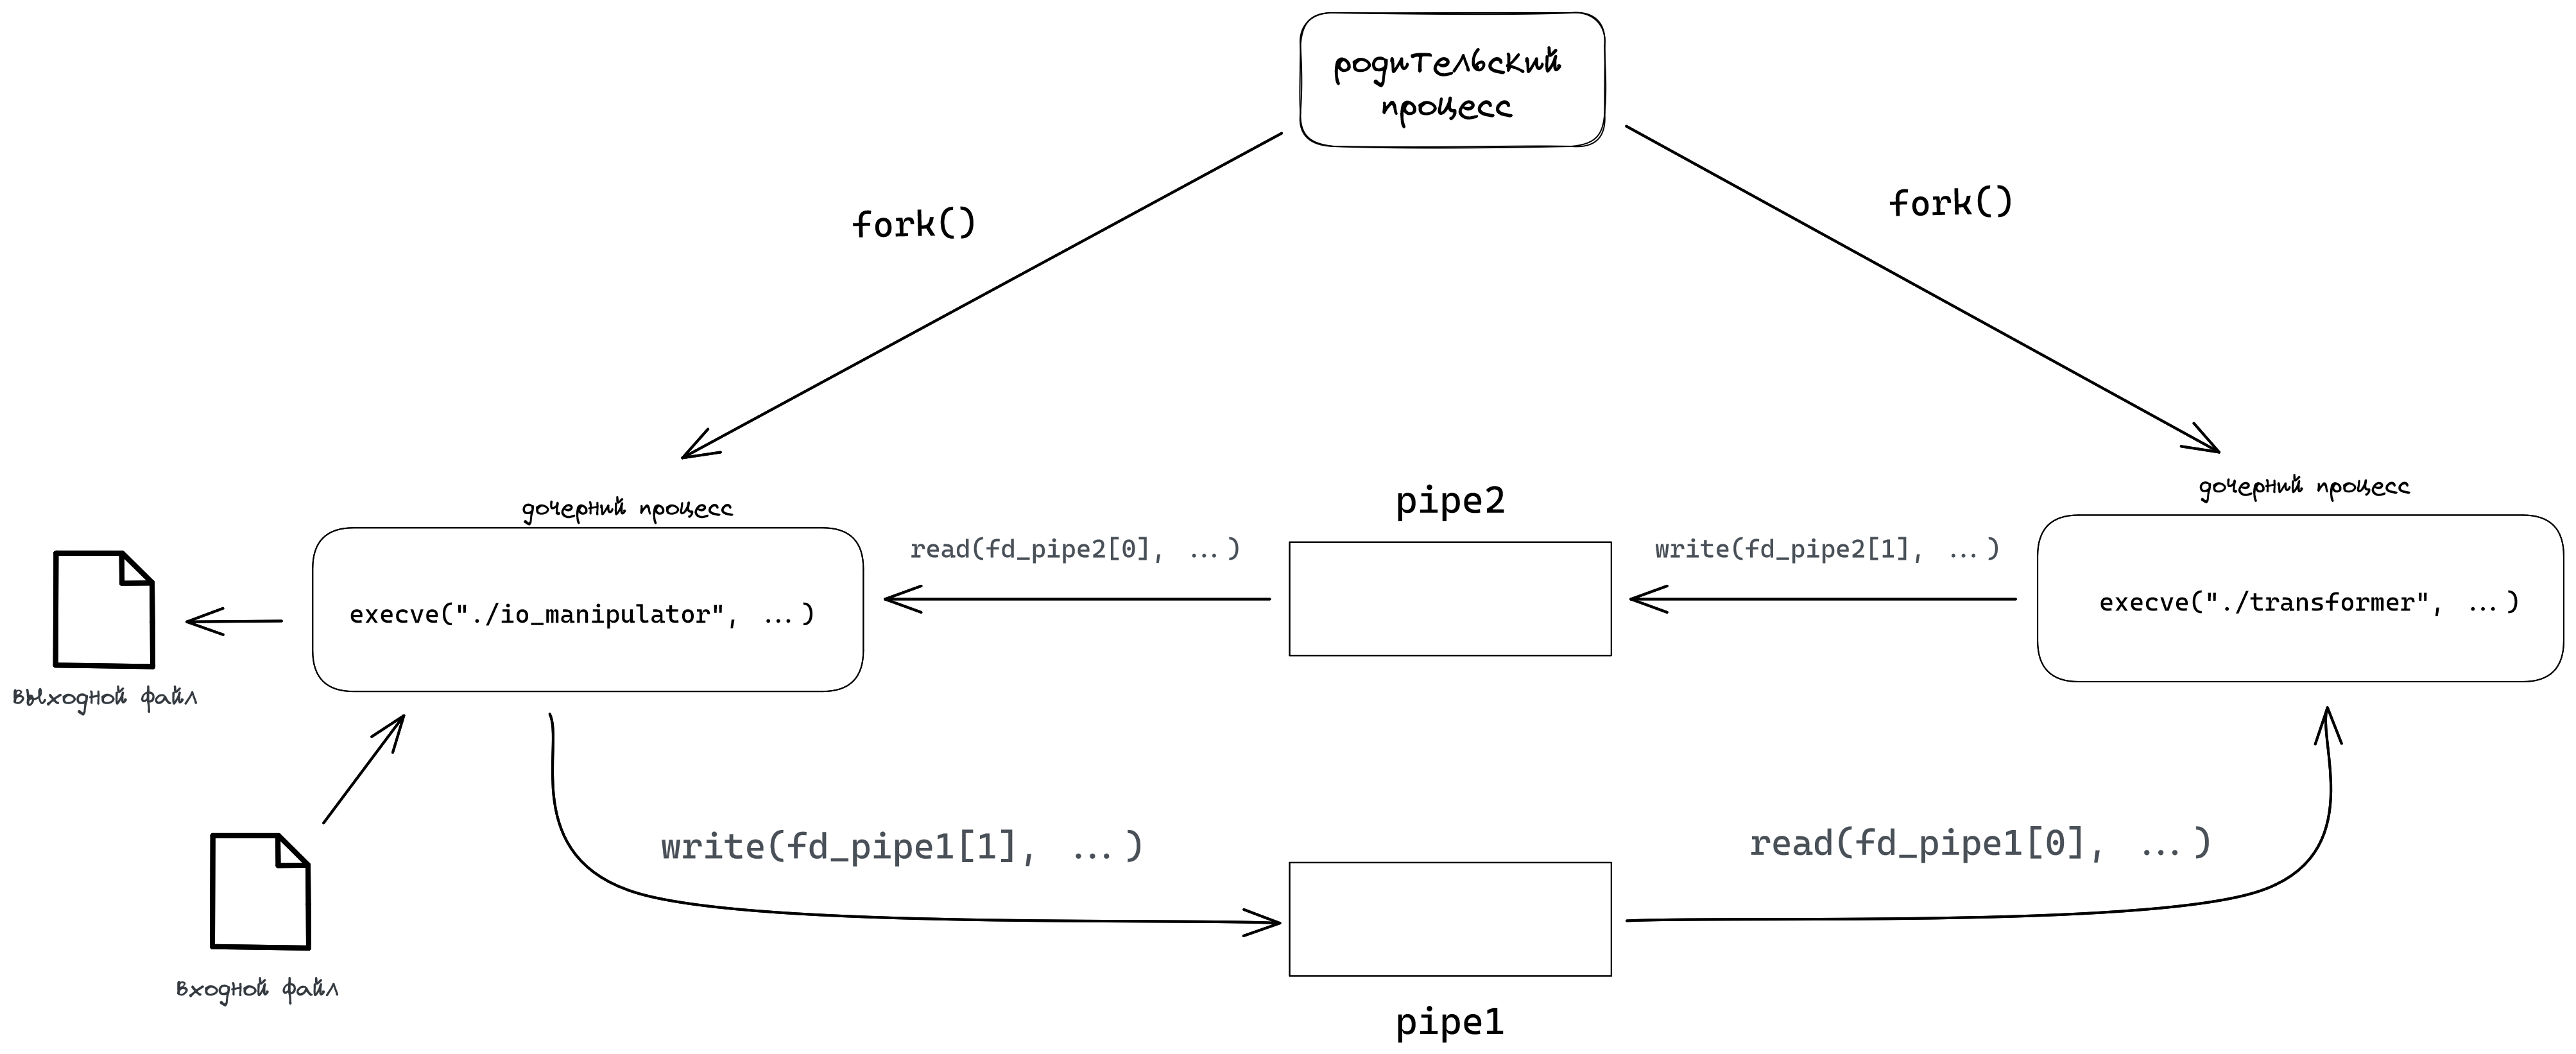 родительский
процесс
fork()
fork()
дочерний процесс
дочерний процесс
pipe2
read(fd_pipe2[0], ...)
write(fd_pipe2[1], ...)
execve("./io_manipulator", ...)
execve("./transformer", ...)
выходной файл
write(fd_pipe1[1], ...)
read(fd_pipe1[0], ...)
входной файл
pipe1